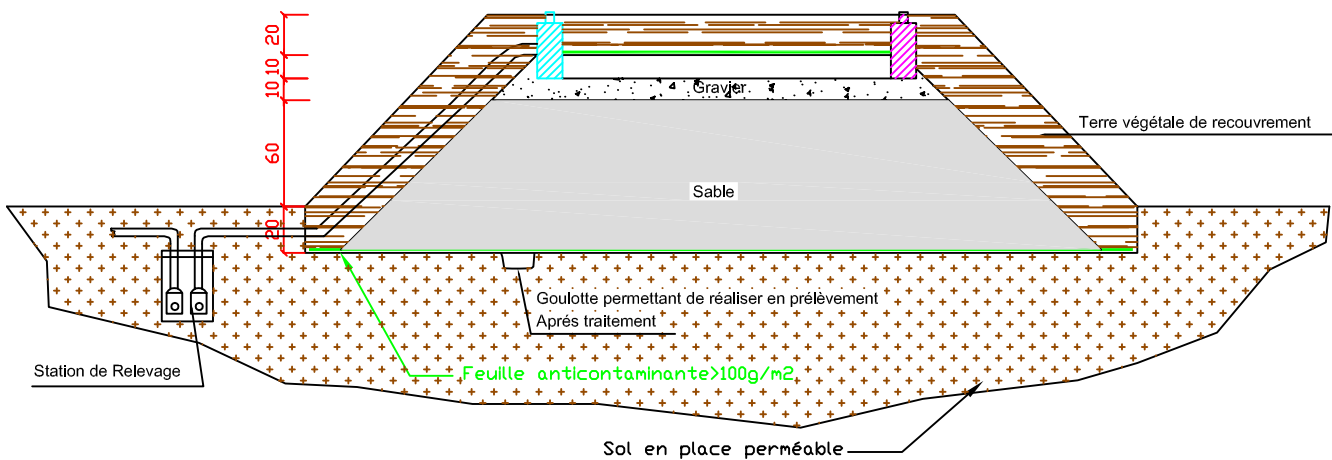 20
10
10
60
20
Gravier
Terre végétale de recouvrement
Sable
Goulotte permettant de réaliser en prélèvement
Aprés traitement
Station de Relevage
Feuille anticontaminante>100g/m2
Sol en place perméable